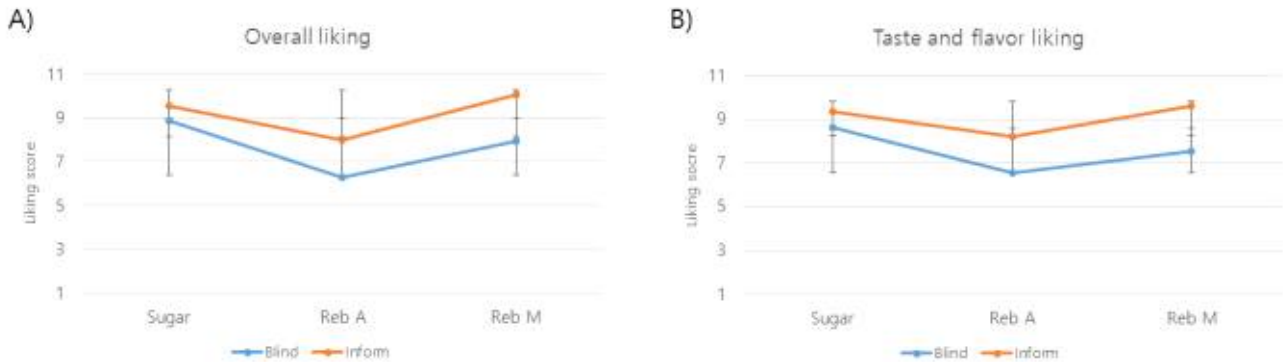 A)
Overall liking
Liking score
11
9
7
5
3
1
Sugar Reb A Reb M
Blind Inform
B)
Taste and flavor liking
Liking socre
11
9
7
5
3
1
Sugar Reb A Reb M
Blind Inform